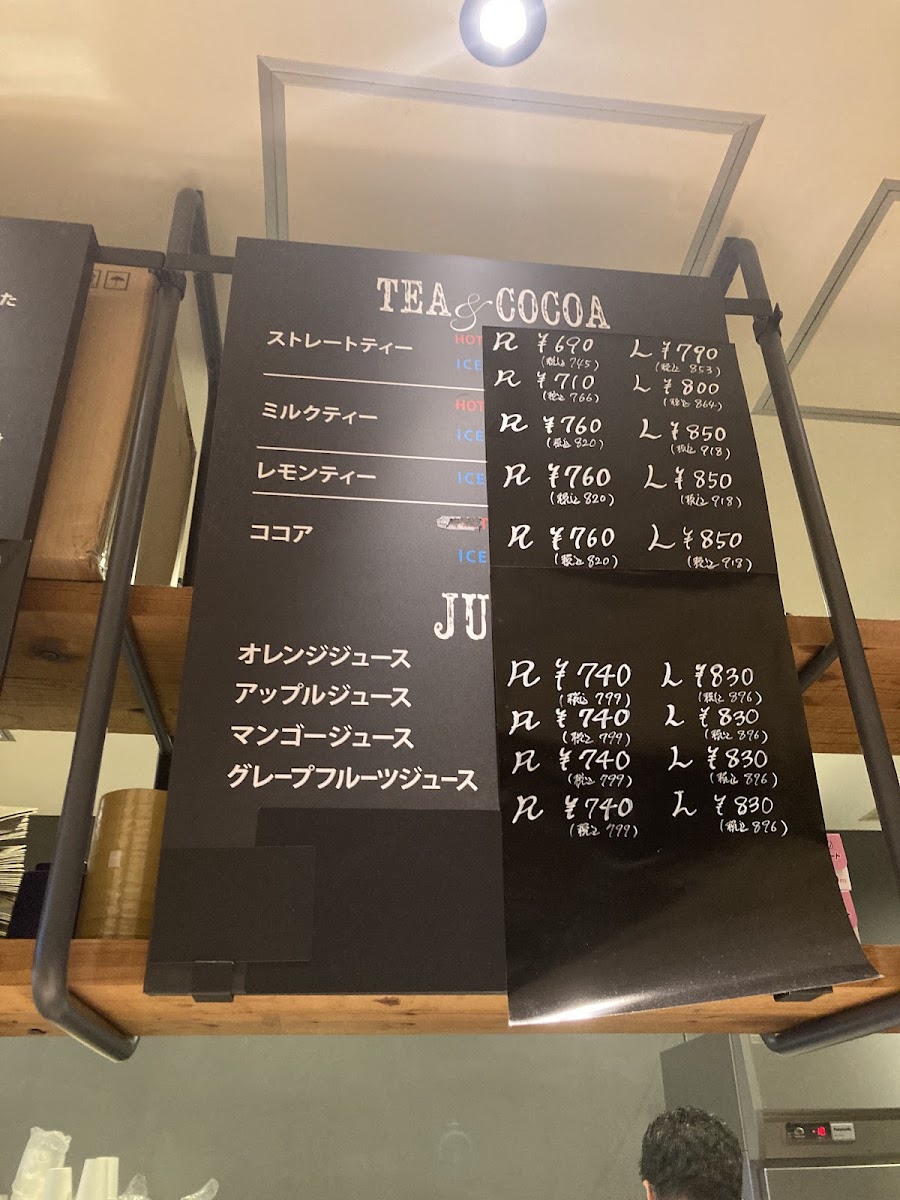 た
TEA & COCOA
ストレートティー HOT R ¥690 L ¥790
(税込 745) (税込 853)
ICE R ¥710 L ¥800
(税込 766) (税込 864)
ミルクティー HOT
ICE R ¥760 L ¥850
(税込 820) (税込 918)
レモンティー ICE R ¥760 L ¥850
(税込 820) (税込 918)
ココア
ICE R ¥760 L ¥850
(税込 820) (税込 918)
JU
オレンジジュース R ¥740 L ¥830
(税込 799) (税込 896)
アップルジュース R ¥740 L ¥830
(税込 799) (税込 896)
マンゴージュース R ¥740 L ¥830
(税込 799) (税込 896)
グレープフルーツジュース R ¥740 L ¥830
(税込 799) (税込 896)
Panasonic